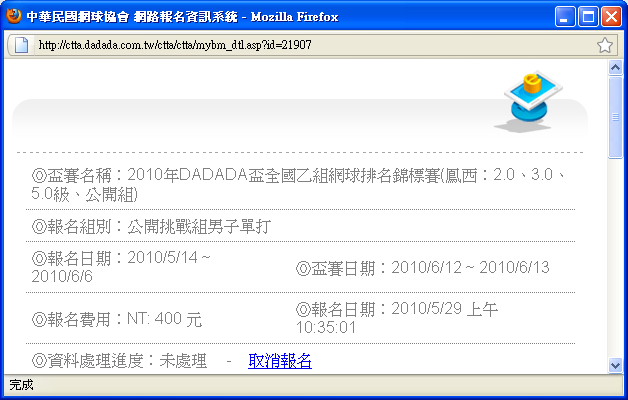 中華民國網球協會 網路報名資訊系統 - Mozilla Firefox
http://ctta.dadada.com.tw/ctta/ctta/mybm_dtl.asp?id=21907
◎盃賽名稱：2010年DADADA盃全國乙組網球排名錦標賽(鳳西：2.0、3.0、
5.0級、公開組)
◎報名組別：公開挑戰組男子單打
◎報名日期：2010/5/14 ~
2010/6/6
◎盃賽日期：2010/6/12 ~ 2010/6/13
◎報名費用：NT: 400 元
◎報名日期：2010/5/29 上午
10:35:01
◎資料處理進度：未處理 - 取消報名
完成